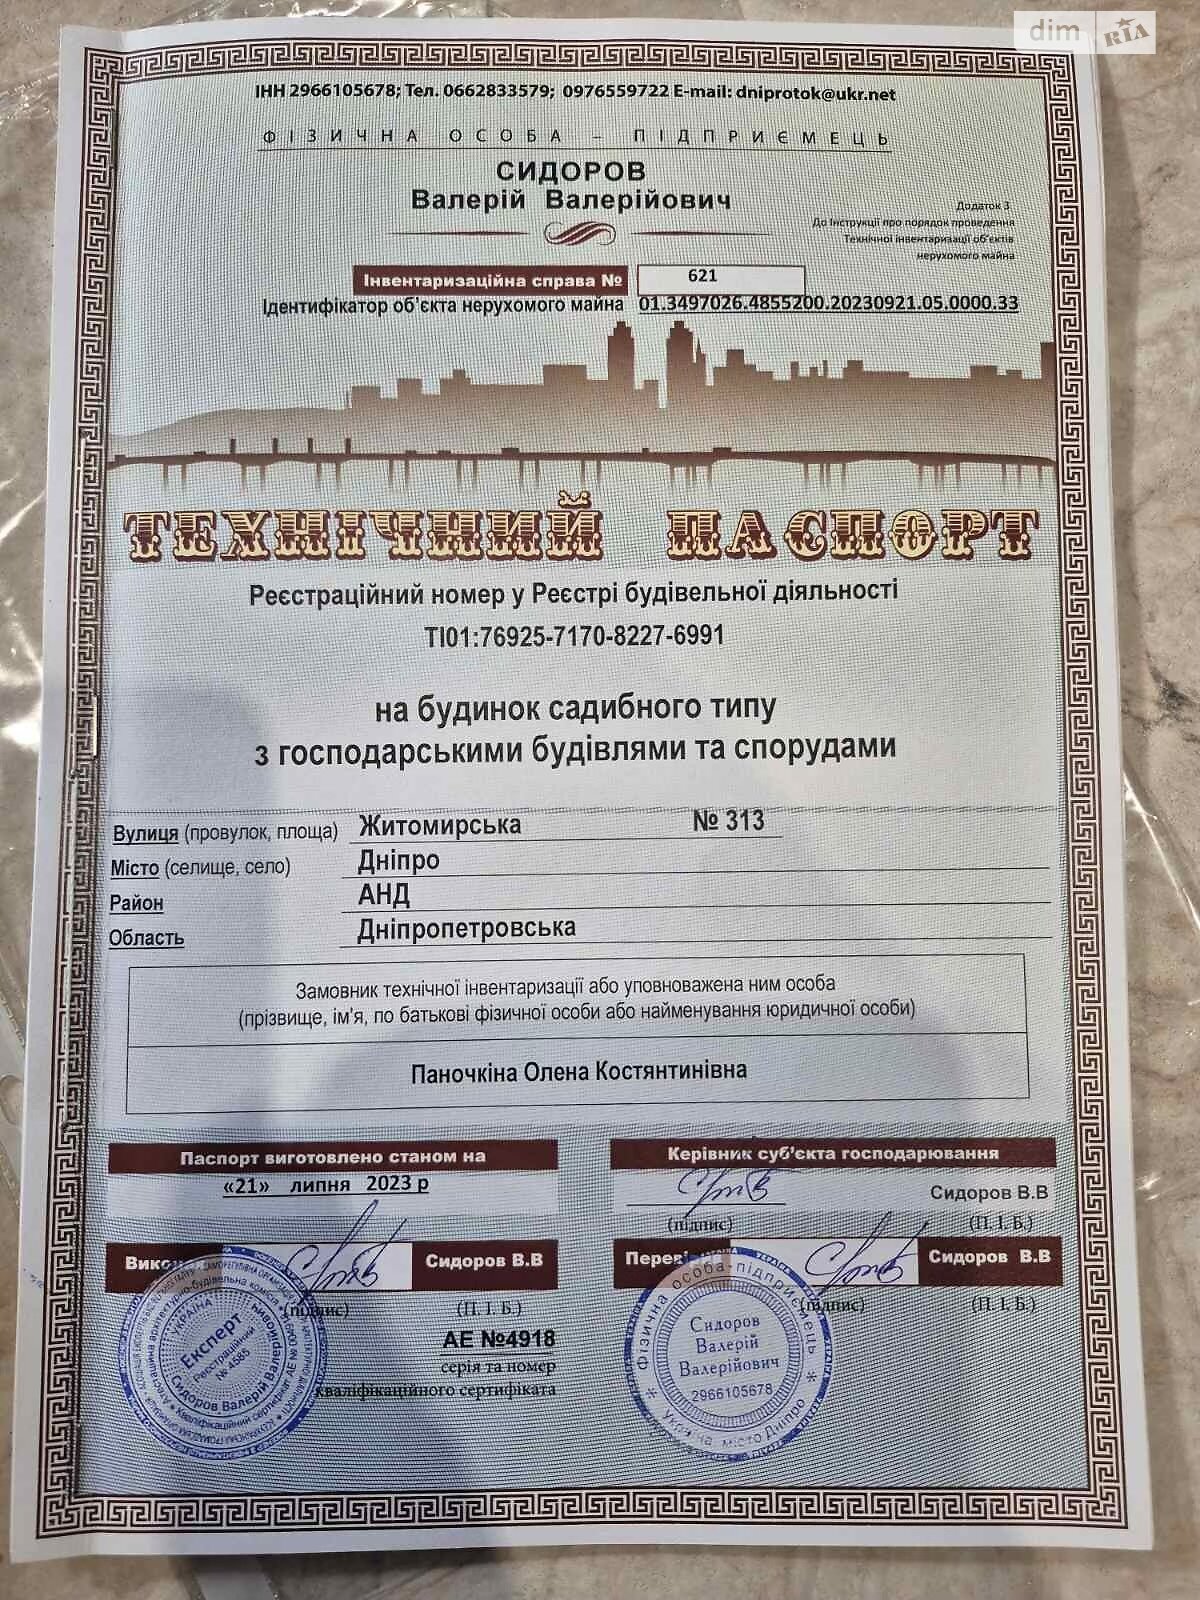 dim RIA
ІНН 2966105678; Тел. 0662833579; 0976559722 E-mail: dniprotok@ukr.net
ФІЗИЧНА ОСОБА – ПІДПРИЄМЕЦЬ
СИДОРОВ
Валерій Валерійович
Додаток 3
До Інструкції про порядок проведення
Технічної інвентаризації об'єктів
нерухомого майна
Інвентаризаційна справа № 621
Ідентифікатор об'єкта нерухомого майна 01.3497026.4855200.20230921.05.0000.33
ТЕХНІЧНИЙ ПАСПОРТ
Реєстраційний номер у Реєстрі будівельної діяльності
ТІ01:76925-7170-8227-6991
на будинок садибного типу
з господарськими будівлями та спорудами
Вулиця (провулок, площа) Житомирська № 313
Місто (селище, село) Дніпро
Район АНД
Область Дніпропетровська
Замовник технічної інвентаризації або уповноважена ним особа
(прізвище, ім'я, по батькові фізичної особи або найменування юридичної особи)
Паночкіна Олена Костянтинівна
Паспорт виготовлено станом на
«21» липня 2023 р
Керівник суб'єкта господарювання
Сидоров В.В
(підпис) (П. І. Б.)
Сидоров В.В
(підпис) (П. І. Б.)
АЕ №4918
серія та номер
кваліфікаційного сертифіката
Сидоров В.В
(підпис) (П. І. Б.)
УКРАЇНА
Експерт
Реєстраційний
№ 4585
Сидоров Валерій
фізична особа-підприємець
Сидоров
Валерій
Валерійович
2966105678
Україна місто Дніпро